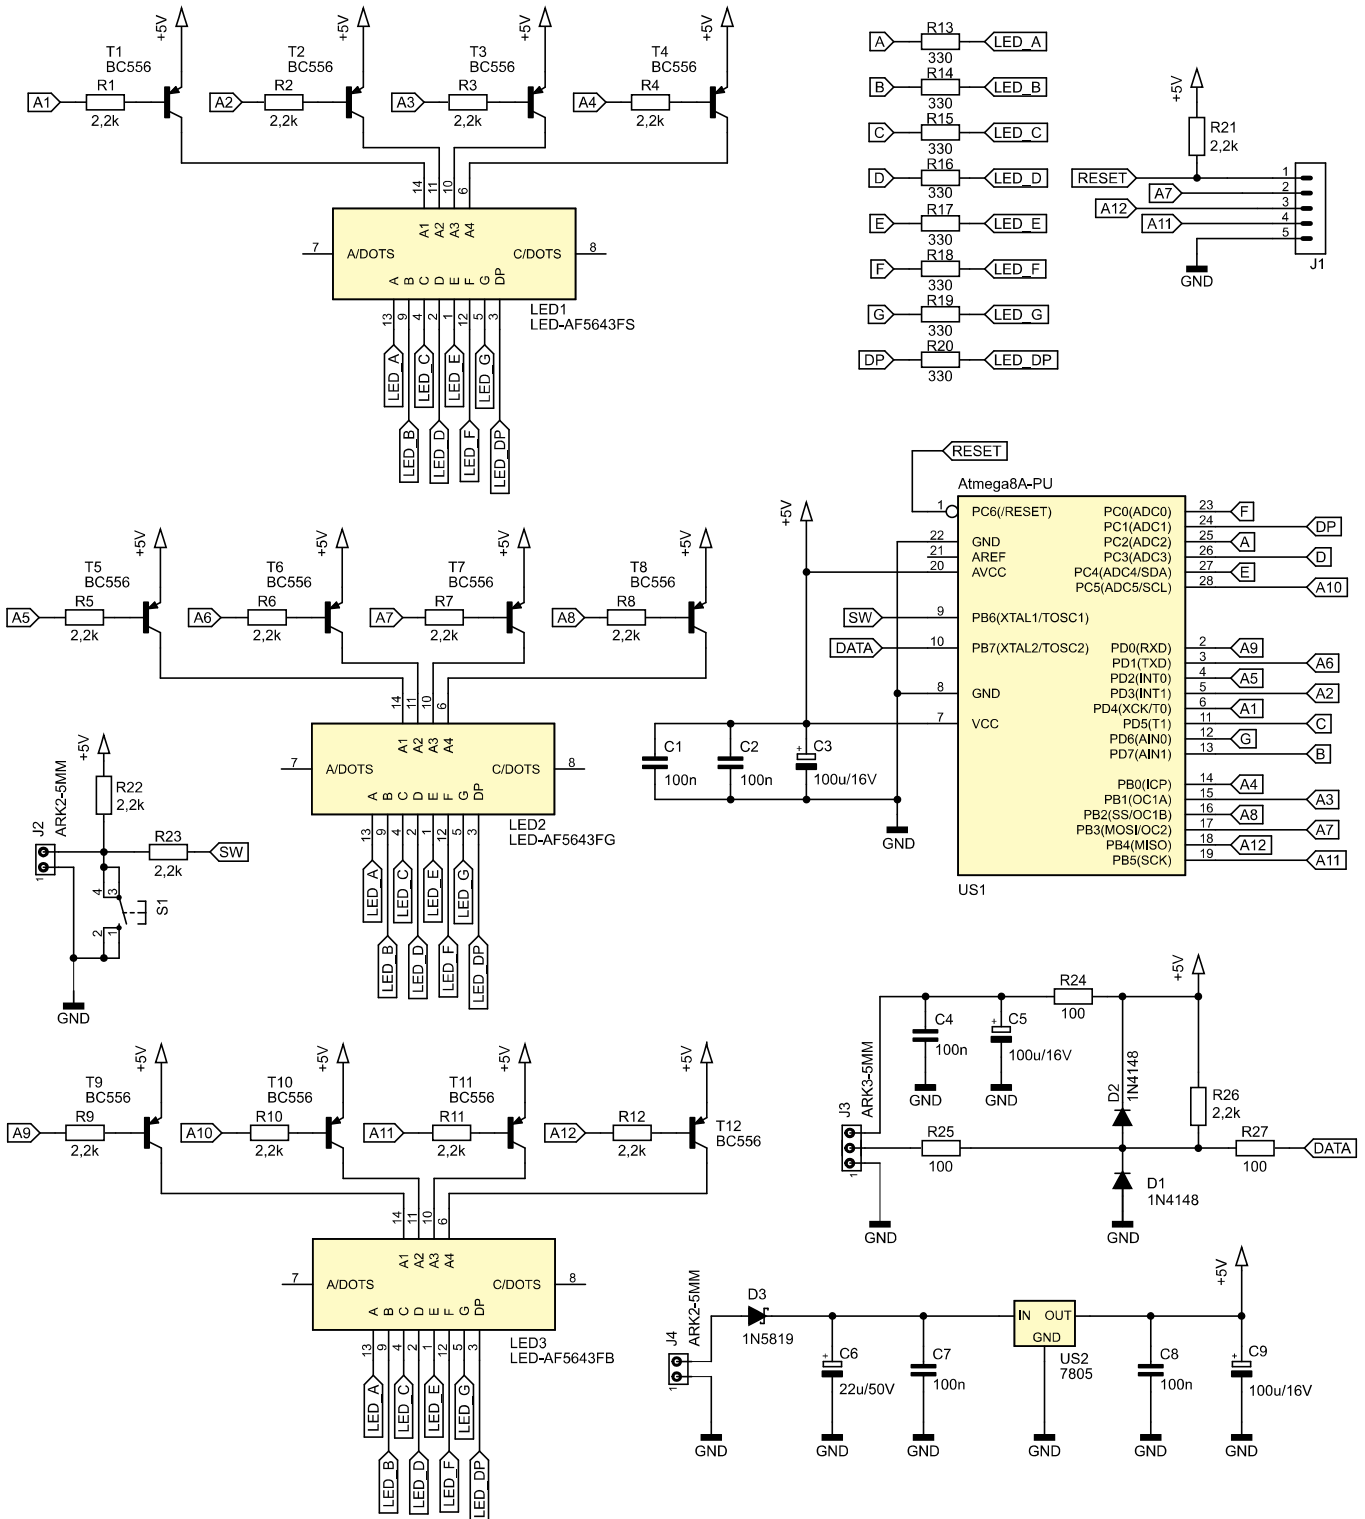 +5V
+5V
+5V
+5V
T1
BC556
T2
BC556
T3
BC556
T4
BC556
A1
R1
2,2k
A2
R2
2,2k
A3
R3
2,2k
A4
R4
2,2k
14
11
10
6
A1
A2
A3
A4
7
A/DOTS
C/DOTS
8
A
B
C
D
E
F
G
DP
LED1
LED-AF5643FS
13
9
4
2
1
12
5
3
LED_A
LED_C
LED_E
LED_G
LED_B
LED_D
LED_F
LED_DP
A
R13
330
LED_A
B
R14
330
LED_B
C
R15
330
LED_C
D
R16
330
LED_D
E
R17
330
LED_E
F
R18
330
LED_F
G
R19
330
LED_G
DP
R20
330
LED_DP
+5V
R21
2,2k
RESET
1
A7
2
A12
3
A11
4
5
J1
GND
+5V
+5V
+5V
+5V
T5
BC556
T6
BC556
T7
BC556
T8
BC556
A5
R5
2,2k
A6
R6
2,2k
A7
R7
2,2k
A8
R8
2,2k
14
11
10
6
A1
A2
A3
A4
7
A/DOTS
C/DOTS
8
A
B
C
D
E
F
G
DP
LED2
LED-AF5643FG
13
9
4
2
1
12
5
3
LED_A
LED_C
LED_E
LED_G
LED_B
LED_D
LED_F
LED_DP
+5V
R22
2,2k
J2
ARK2-5MM
1
R23
2,2k
SW
4
3
S1
2
1
GND
RESET
Atmega8A-PU
+5V
1
PC6(/RESET)
22
GND
21
AREF
20
AVCC
SW
9
PB6(XTAL1/TOSC1)
DATA
10
PB7(XTAL2/TOSC2)
8
GND
7
VCC
PC0(ADC0)
23
F
PC1(ADC1)
24
DP
PC2(ADC2)
25
A
PC3(ADC3)
26
D
PC4(ADC4/SDA)
27
E
PC5(ADC5/SCL)
28
A10
PD0(RXD)
2
A9
PD1(TXD)
3
A6
PD2(INT0)
4
A5
PD3(INT1)
5
A2
PD4(XCK/T0)
6
A1
PD5(T1)
11
C
PD6(AIN0)
12
G
PD7(AIN1)
13
B
PB0(ICP)
14
A4
PB1(OC1A)
15
A3
PB2(SS/OC1B)
16
A8
PB3(MOSI/OC2)
17
A7
PB4(MISO)
18
A12
PB5(SCK)
19
A11
US1
C1
100n
C2
100n
+
C3
100u/16V
GND
+5V
+5V
+5V
+5V
T9
BC556
T10
BC556
T11
BC556
T12
BC556
A9
R9
2,2k
A10
R10
2,2k
A11
R11
2,2k
A12
R12
2,2k
14
11
10
6
A1
A2
A3
A4
7
A/DOTS
C/DOTS
8
A
B
C
D
E
F
G
DP
LED3
LED-AF5643FB
13
9
4
2
1
12
5
3
LED_A
LED_C
LED_E
LED_G
LED_B
LED_D
LED_F
LED_DP
+5V
R24
100
C4
100n
GND
+
C5
100u/16V
GND
J3
ARK3-5MM
1
D2
1N4148
R26
2,2k
R25
100
R27
100
DATA
D1
1N4148
GND
GND
J4
ARK2-5MM
1
D3
1N5819
+
C6
22u/50V
C7
100n
IN
OUT
GND
US2
7805
C8
100n
+
C9
100u/16V
+5V
GND
GND
GND
GND
GND
GND